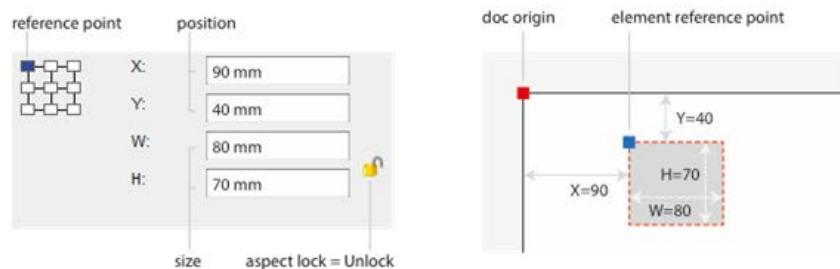 reference point
position
X:
90 mm
Y:
40 mm
W:
80 mm
H:
70 mm
size
aspect lock = Unlock
doc origin
element reference point
Y=40
X=90
H=70
W=80